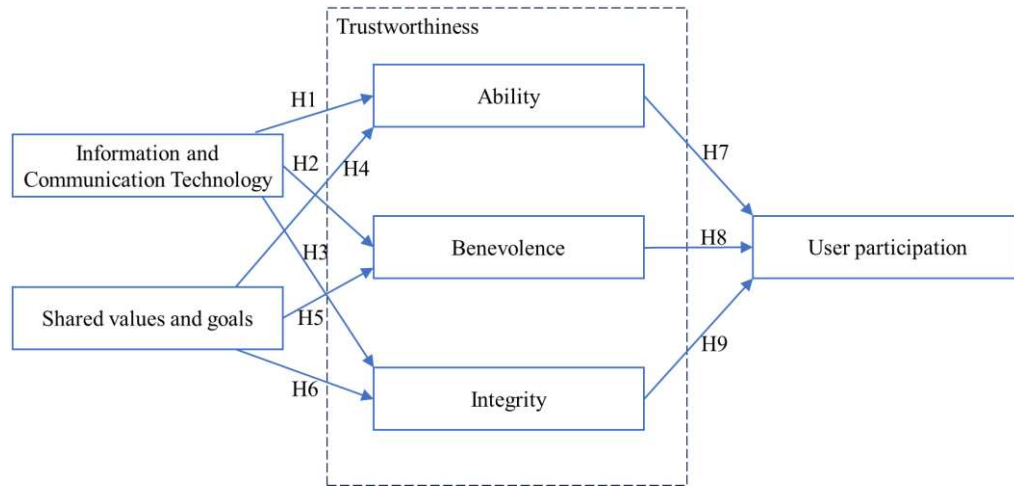 Trustworthiness
Ability
H1
H7
Information and
Communication Technology
H2
H4
Benevolence
H8
User participation
H3
Shared values and goals
H5
H9
H6
Integrity